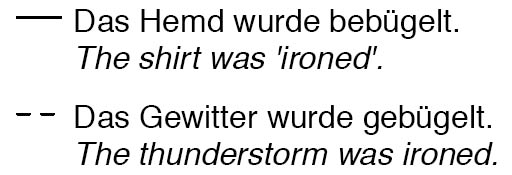 Das Hemd wurde bebügelt.
The shirt was 'ironed'.
Das Gewitter wurde gebügelt.
The thunderstorm was ironed.